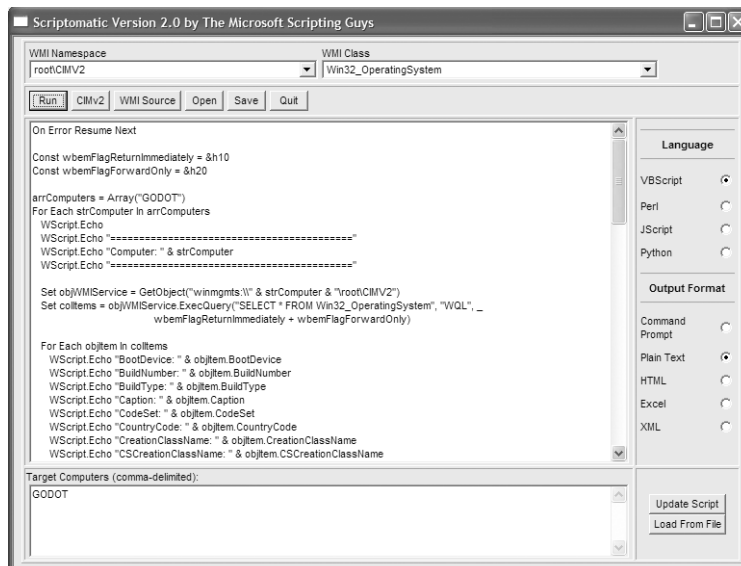 Scriptomatic Version 2.0 by The Microsoft Scripting Guys
WMI Namespace
WMI Class
root\CIMV2
Win32_OperatingSystem
Run
CIMv2
WMI Source
Open
Save
Quit
On Error Resume Next
Const wbemFlagReturnImmediately = &h10
Const wbemFlagForwardOnly = &h20
arrComputers = Array("GODOT")
For Each strComputer In arrComputers
WScript.Echo
WScript.Echo "=========================================="
WScript.Echo "Computer: " & strComputer
WScript.Echo "=========================================="
Set objWMIService = GetObject("winmgmts:\\" & strComputer & "\root\CIMV2")
Set colItems = objWMIService.ExecQuery("SELECT * FROM Win32_OperatingSystem", "WQL", _
wbemFlagReturnImmediately + wbemFlagForwardOnly)
For Each objItem In colItems
WScript.Echo "BootDevice: " & objItem.BootDevice
WScript.Echo "BuildNumber: " & objItem.BuildNumber
WScript.Echo "BuildType: " & objItem.BuildType
WScript.Echo "Caption: " & objItem.Caption
WScript.Echo "CodeSet: " & objItem.CodeSet
WScript.Echo "CountryCode: " & objItem.CountryCode
WScript.Echo "CreationClassName: " & objItem.CreationClassName
WScript.Echo "CSCreationClassName: " & objItem.CSCreationClassName
Language
VBScript
Perl
JScript
Python
Output Format
Command
Prompt
Plain Text
HTML
Excel
XML
Target Computers (comma-delimited):
GODOT
Update Script
Load From File